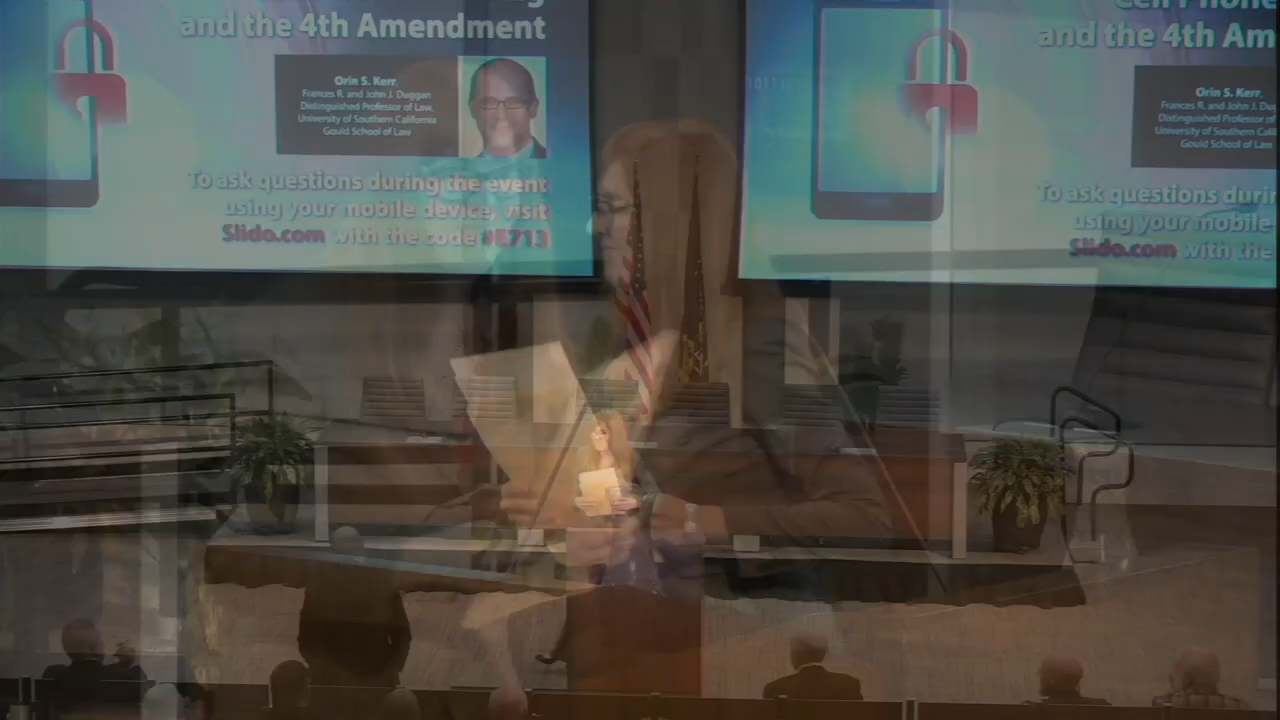 and the 4th Amendment
Orin S. Kerr,
Frances R. and John J. Duggan
Distinguished Professor of Law,
University of Southern California
Gould School of Law
To ask questions during the event
using your mobile device, visit
Slido.com with the code #E713
Cell Phone
and the 4th Am
Orin S. Kerr,
Frances R. and John J. Du
Distinguished Professor of
University of Southern Cali
Gould School of Law
To ask questions durin
using your mobile
Slido.com with the